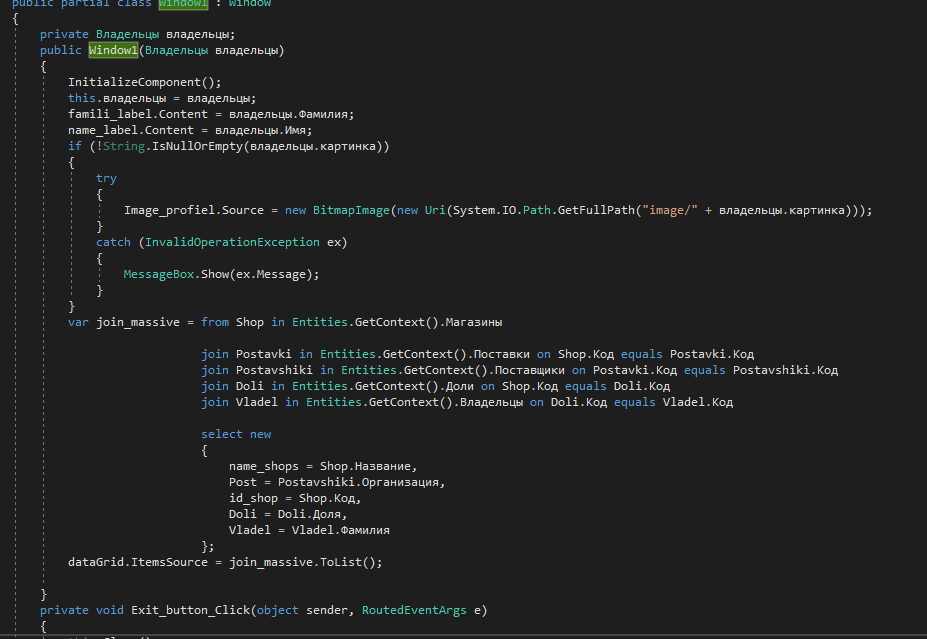 public partial class Window1 : Window
{
private Владельцы владельцы;
public Window1(Владельцы владельцы)
{
InitializeComponent();
this.владельцы = владельцы;
famili_label.Content = владельцы.Фамилия;
name_label.Content = владельцы.Имя;
if (!String.IsNullOrEmpty(владельцы.картинка))
{
try
{
Image_profiel.Source = new BitmapImage(new Uri(System.IO.Path.GetFullPath("image/" + владельцы.картинка)));
}
catch (InvalidOperationException ex)
{
MessageBox.Show(ex.Message);
}
}
var join_massive = from Shop in Entities.GetContext().Магазины
join Postavki in Entities.GetContext().Поставки on Shop.Код equals Postavki.Код
join Postavshiki in Entities.GetContext().Поставщики on Postavki.Код equals Postavshiki.Код
join Doli in Entities.GetContext().Доли on Shop.Код equals Doli.Код
join Vladel in Entities.GetContext().Владельцы on Doli.Код equals Vladel.Код
select new
{
name_shops = Shop.Название,
Post = Postavshiki.Организация,
id_shop = Shop.Код,
Doli = Doli.Доля,
Vladel = Vladel.Фамилия
};
dataGrid.ItemsSource = join_massive.ToList();
}
private void Exit_button_Click(object sender, RoutedEventArgs e)
{